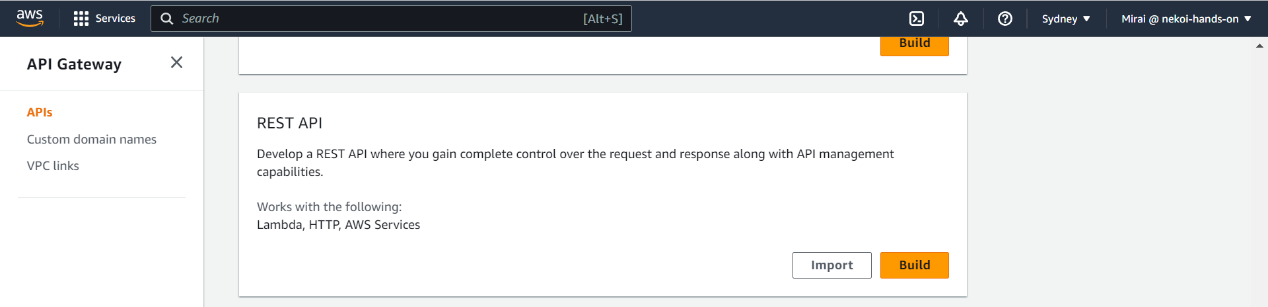 aws
Services
Search
[Alt+S]
Sydney ▼
Mirai @ nekoi-hands-on ▼
API Gateway
APIs
Custom domain names
VPC links
Build
REST API
Develop a REST API where you gain complete control over the request and response along with API management
capabilities.
Works with the following:
Lambda, HTTP, AWS Services
Import
Build